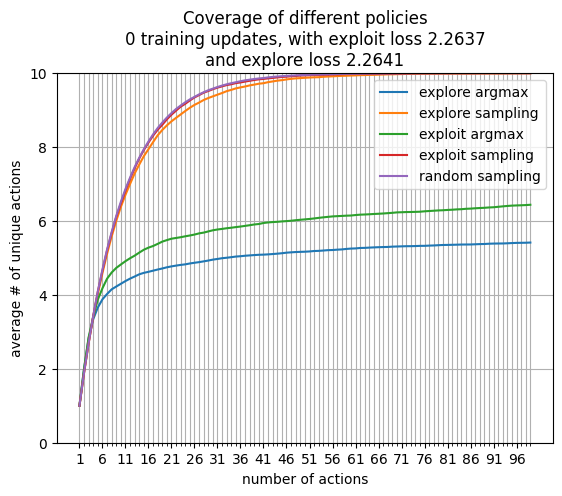 Coverage of different policies
0 training updates, with exploit loss 2.2637
and explore loss 2.2641
10
8
6
4
2
0
average # of unique actions
explore argmax
explore sampling
exploit argmax
exploit sampling
random sampling
1 6 11 16 21 26 31 36 41 46 51 56 61 66 71 76 81 86 91 96
number of actions